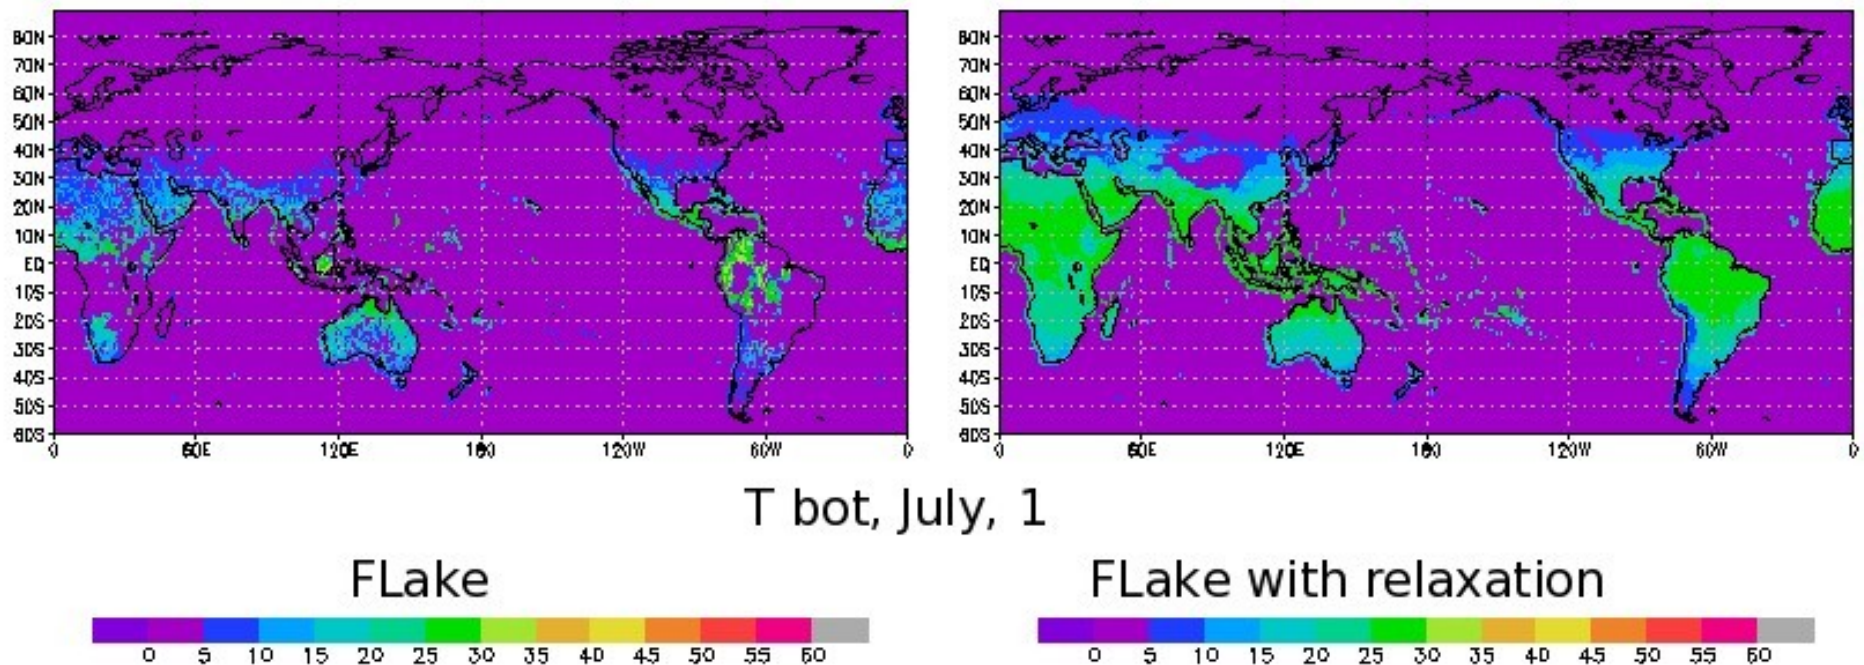 80N 80N
70N 70N
60N 60N
50N 50N
40N 40N
30N 30N
20N 20N
10N 10N
EQ EQ
10S 10S
20S 20S
30S 30S
40S 40S
50S 50S
60S 60S
0 60E 120E 180 120W 60W 0 0 60E 120E 180 120W 60W 0
T bot, July, 1
FLake FLake with relaxation
0 5 10 15 20 25 30 35 40 45 50 55 60 0 5 10 15 20 25 30 35 40 45 50 55 60